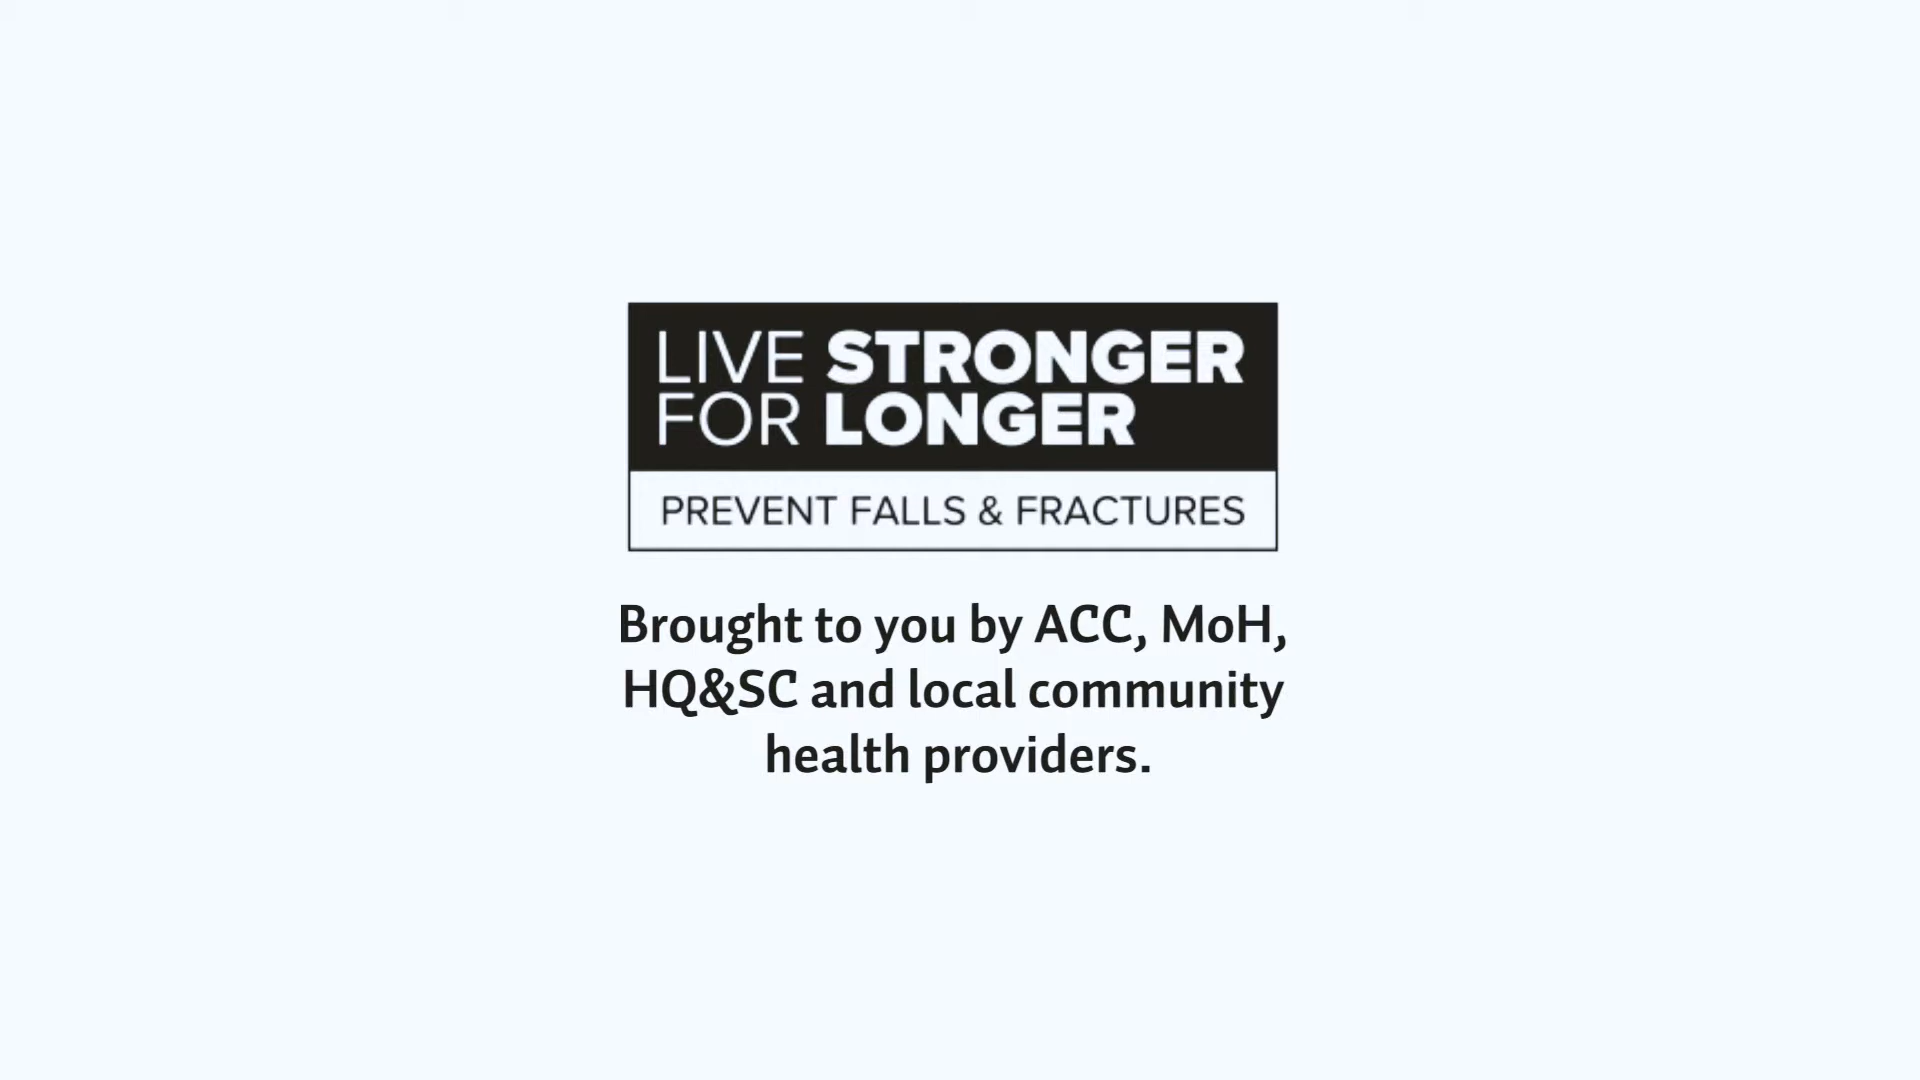 LIVE STRONGER
FOR LONGER
PREVENT FALLS & FRACTURES
Brought to you by ACC, MoH,
HQ&SC and local community
health providers.